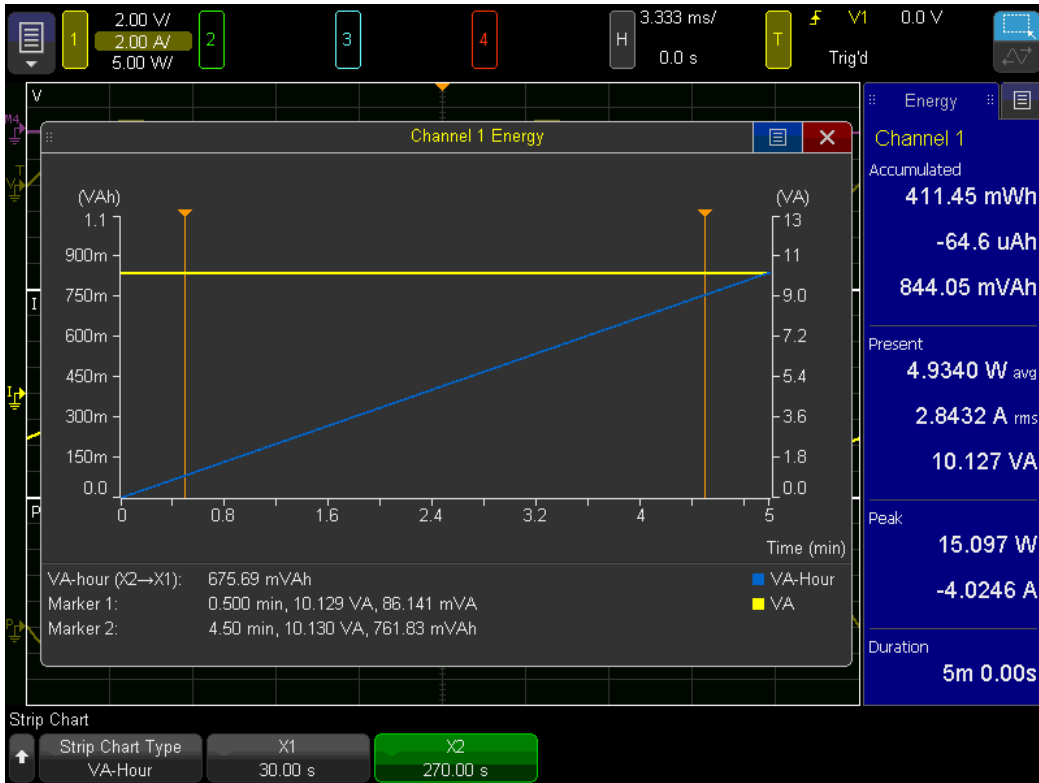 1
2.00 V/
2.00 A/
5.00 W/
2
3
4
H
3.333 ms/
0.0 s
T
V1
0.0 V
Trig'd
V
M4
T
V
I
I
P
P
Channel 1 Energy
(VAh)
(VA)
1.1
900m
750m
600m
450m
300m
150m
0.0
13
11
9.0
7.2
5.4
3.6
1.8
0.0
0
0.8
1.6
2.4
3.2
4
5
Time (min)
VA-hour (X2→X1): 675.69 mVAh
Marker 1: 0.500 min, 10.129 VA, 86.141 mVA
Marker 2: 4.50 min, 10.130 VA, 761.83 mVAh
VA-Hour
VA
Energy
Channel 1
Accumulated
411.45 mWh
-64.6 uAh
844.05 mVAh
Present
4.9340 W avg
2.8432 A rms
10.127 VA
Peak
15.097 W
-4.0246 A
Duration
5m 0.00s
Strip Chart
Strip Chart Type
VA-Hour
X1
30.00 s
X2
270.00 s